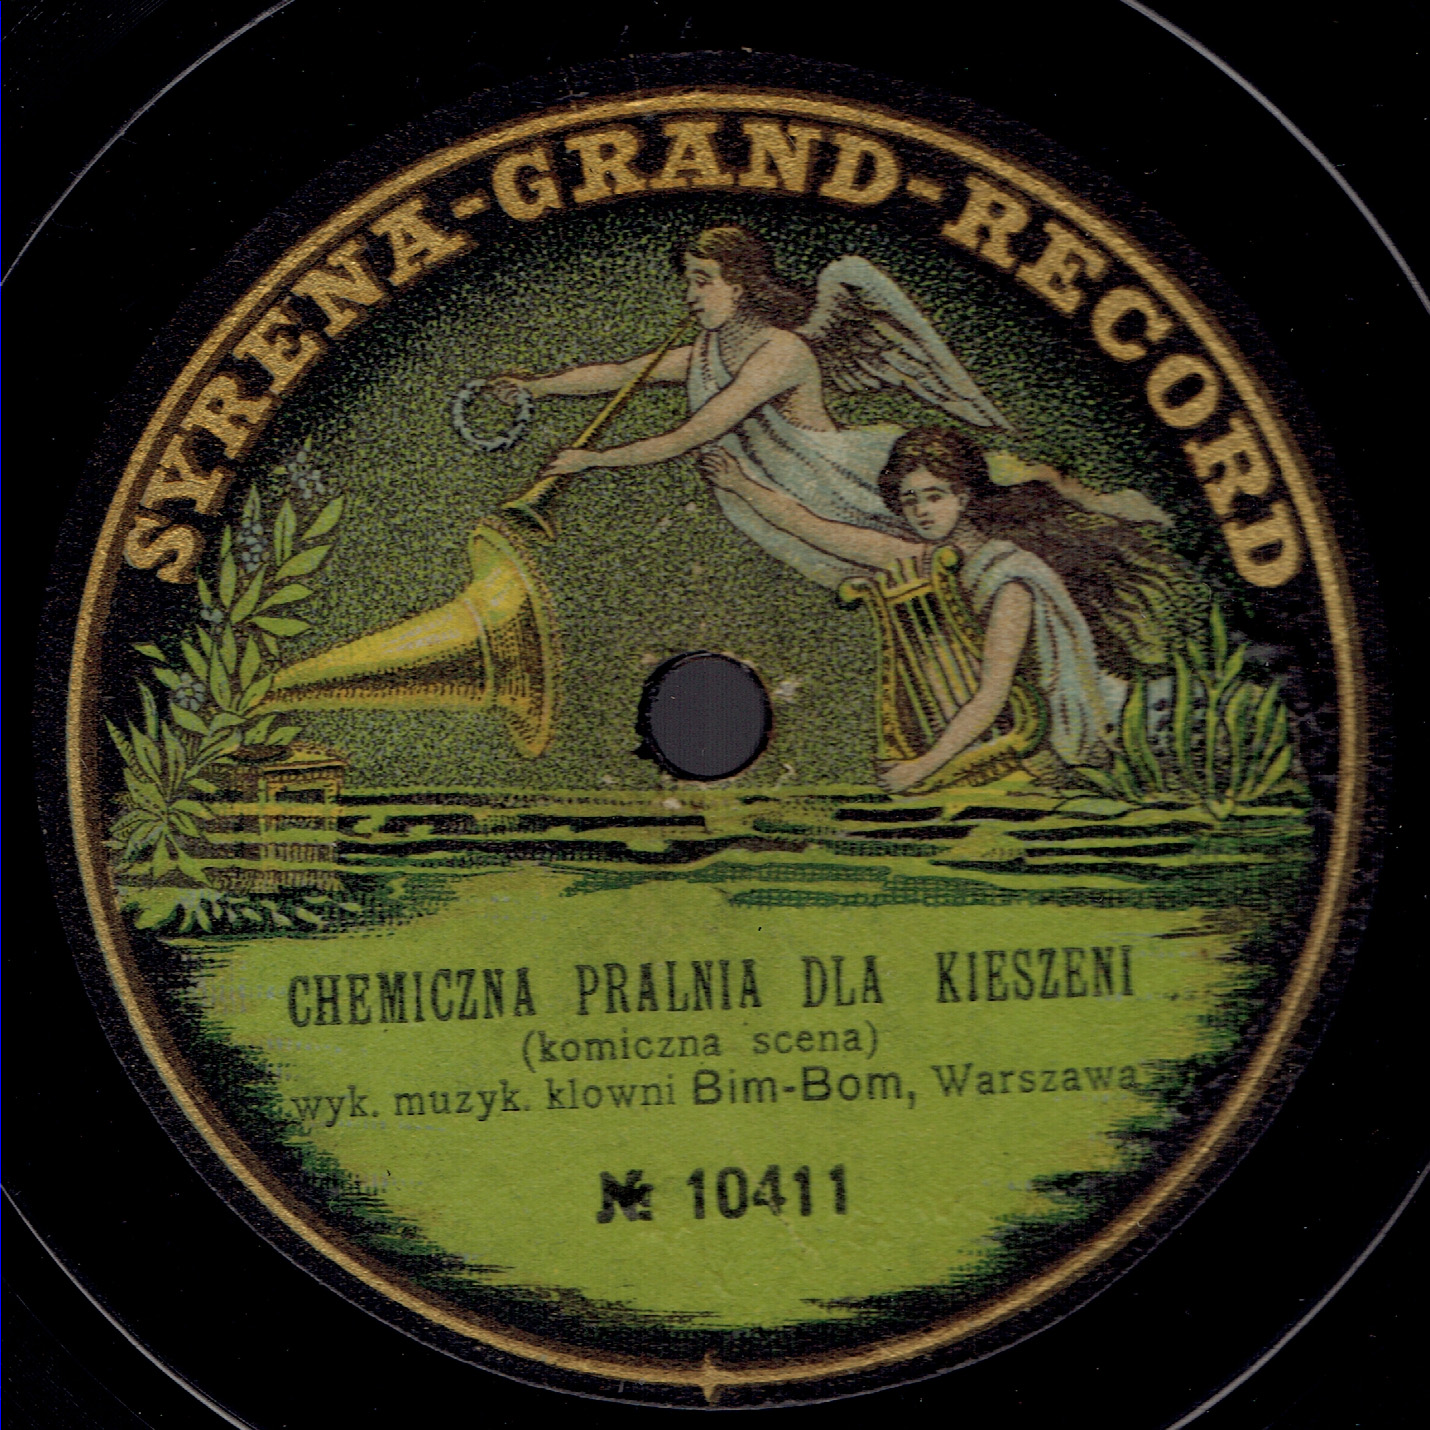 SYRENA-GRAND-RECORD
CHEMICZNA PRALNIA DLA KIESZENI
(komiczna scena)
wyk. muzyk. klowni Bim-Bom, Warszawa
№ 10411